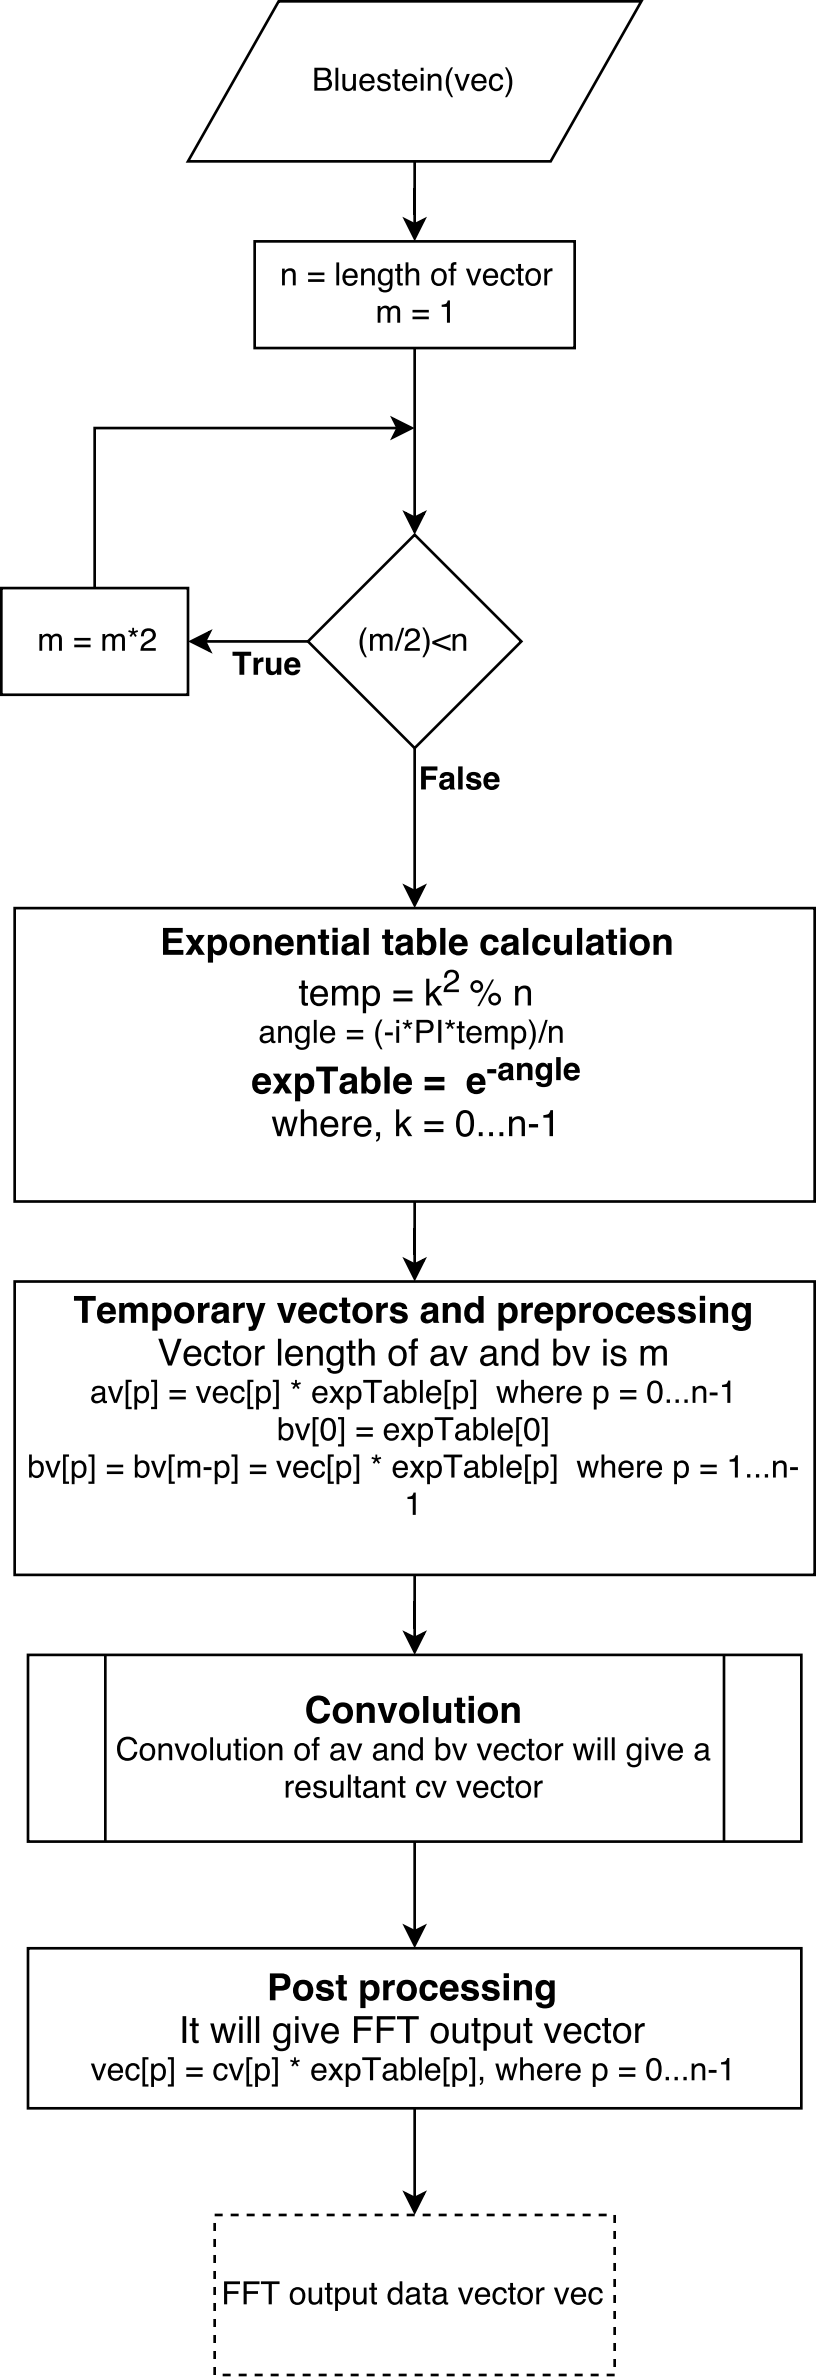 Bluestein(vec)
n = length of vector
m = 1
(m/2)<n
m = m*2
True
False
Exponential table calculation
temp = k² % n
angle = (-i*PI*temp)/n
expTable = e^-angle
where, k = 0...n-1
Temporary vectors and preprocessing
Vector length of av and bv is m
av[p] = vec[p] * expTable[p] where p = 0...n-1
bv[0] = expTable[0]
bv[p] = bv[m-p] = vec[p] * expTable[p] where p = 1...n-
1
Convolution
Convolution of av and bv vector will give a
resultant cv vector
Post processing
It will give FFT output vector
vec[p] = cv[p] * expTable[p], where p = 0...n-1
FFT output data vector vec